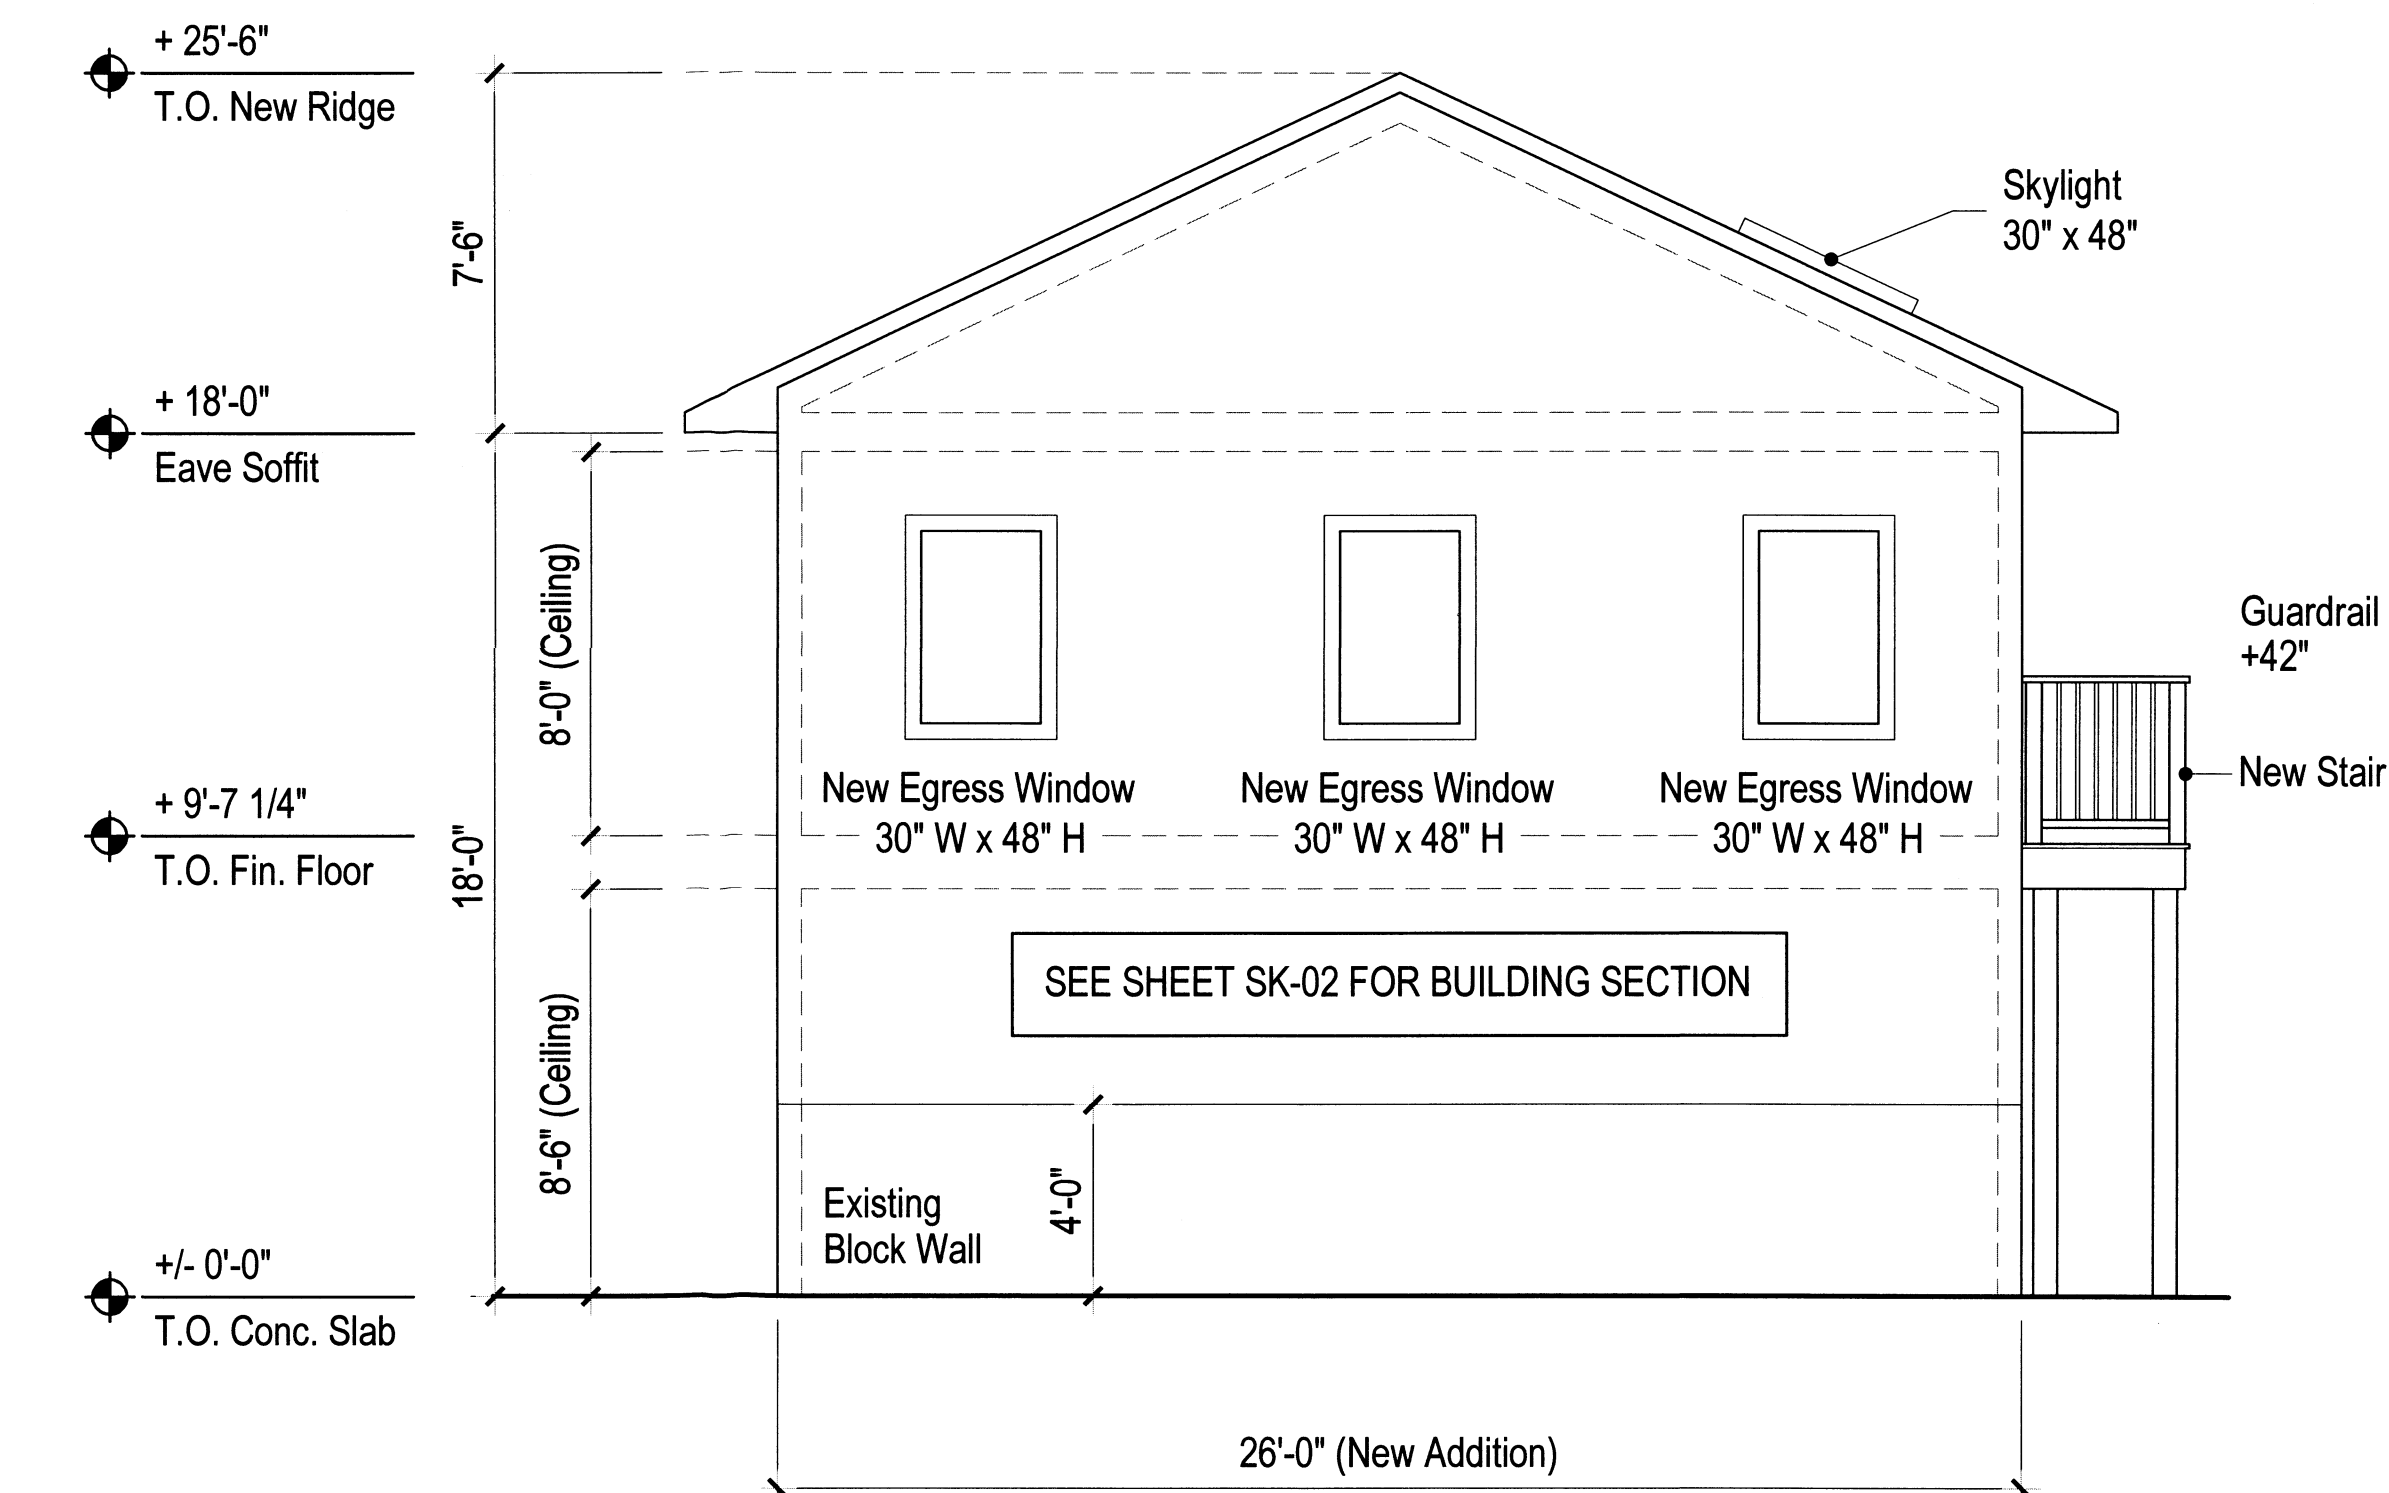 + 25'-6"
T.O. New Ridge
7'-6"
Skylight
30" x 48"
+ 18'-0"
Eave Soffit
8'-0" (Ceiling)
Guardrail
+42"
New Stair
New Egress Window
30" W x 48" H
New Egress Window
30" W x 48" H
New Egress Window
30" W x 48" H
+ 9'-7 1/4"
T.O. Fin. Floor
18'-0"
SEE SHEET SK-02 FOR BUILDING SECTION
8'-6" (Ceiling)
Existing
Block Wall
4'-0"
+/- 0'-0"
T.O. Conc. Slab
26'-0" (New Addition)